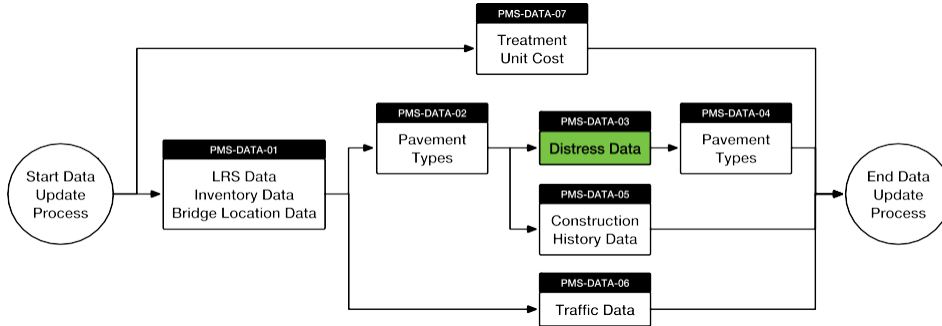 PMS-DATA-07
Treatment
Unit Cost
PMS-DATA-02
Pavement
Types
PMS-DATA-03
Distress Data
PMS-DATA-04
Pavement
Types
PMS-DATA-01
LRS Data
Inventory Data
Bridge Location Data
Start Data
Update
Process
End Data
Update
Process
PMS-DATA-05
Construction
History Data
PMS-DATA-06
Traffic Data